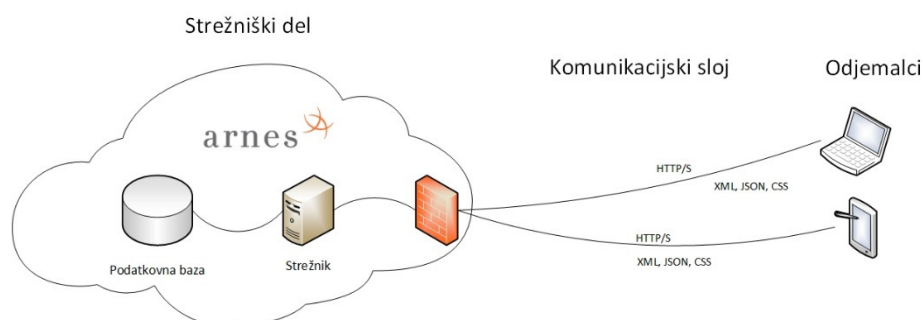 Strežniški del
Komunikacijski sloj
Odjemalci
arnes
HTTP/S
XML, JSON, CSS
HTTP/S
XML, JSON, CSS
Podatkovna baza
Strežnik